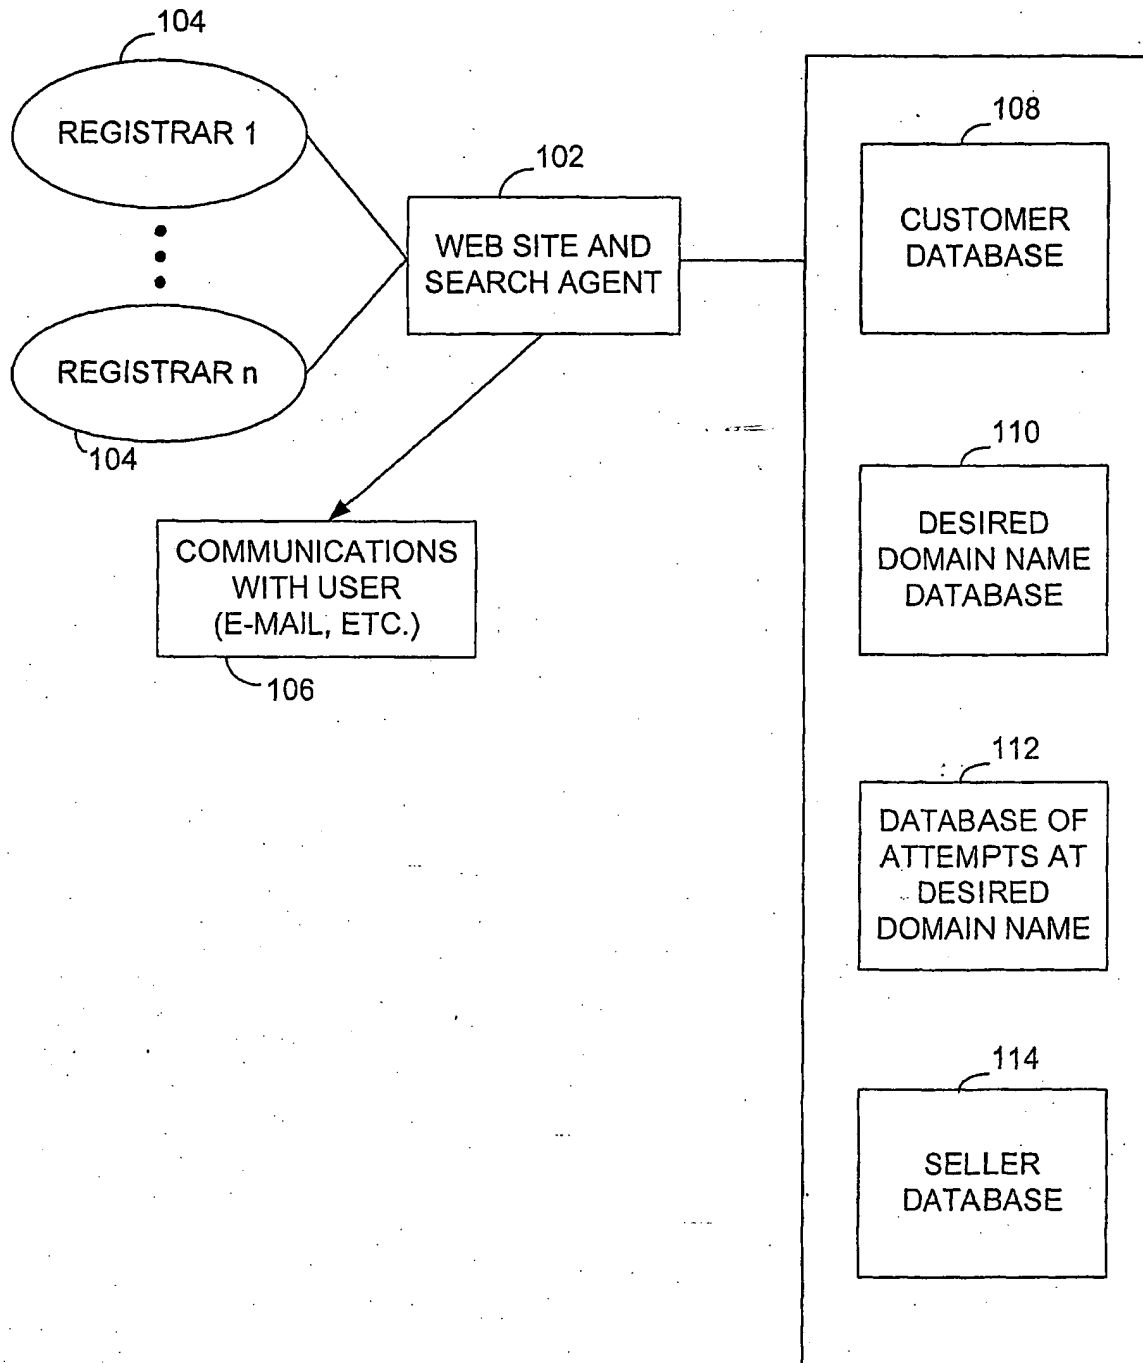 104
REGISTRAR 1
REGISTRAR n
104
102
WEB SITE AND
SEARCH AGENT
COMMUNICATIONS
WITH USER
(E-MAIL, ETC.)
106
108
CUSTOMER
DATABASE
110
DESIRED
DOMAIN NAME
DATABASE
112
DATABASE OF
ATTEMPTS AT
DESIRED
DOMAIN NAME
114
SELLER
DATABASE